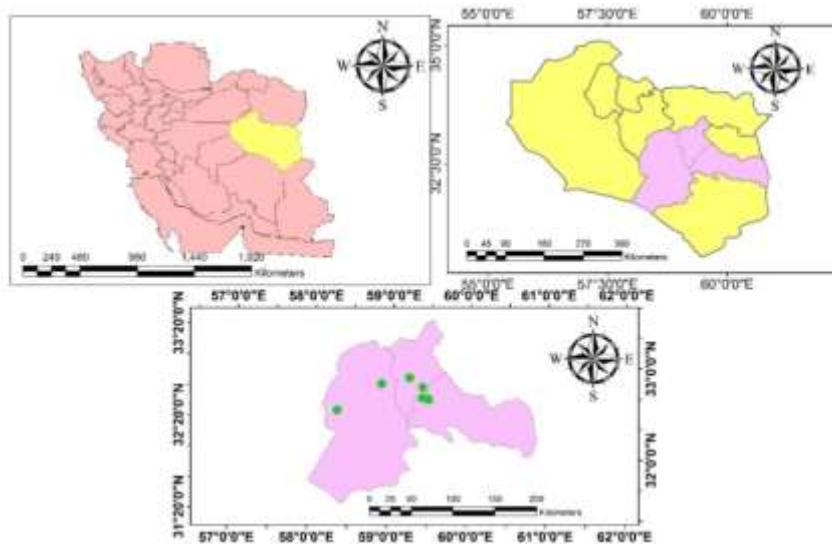 N
W E
S
0 240 480 960 1,440 1,920
Kilometers
55°0'0"E 57°30'0"E 60°0'0"E
35°0'0"N
32°30'0"N
N
W E
S
0 45 90 180 270 360
Kilometers
55°0'0"E 57°30'0"E 60°0'0"E
57°0'0"E 58°0'0"E 59°0'0"E 60°0'0"E 61°0'0"E 62°0'0"E
33°20'0"N
32°20'0"N
31°20'0"N
N
W E
S
33°0'0"N
32°0'0"N
0 25 50 100 150 200
Kilometers
57°0'0"E 58°0'0"E 59°0'0"E 60°0'0"E 61°0'0"E 62°0'0"E